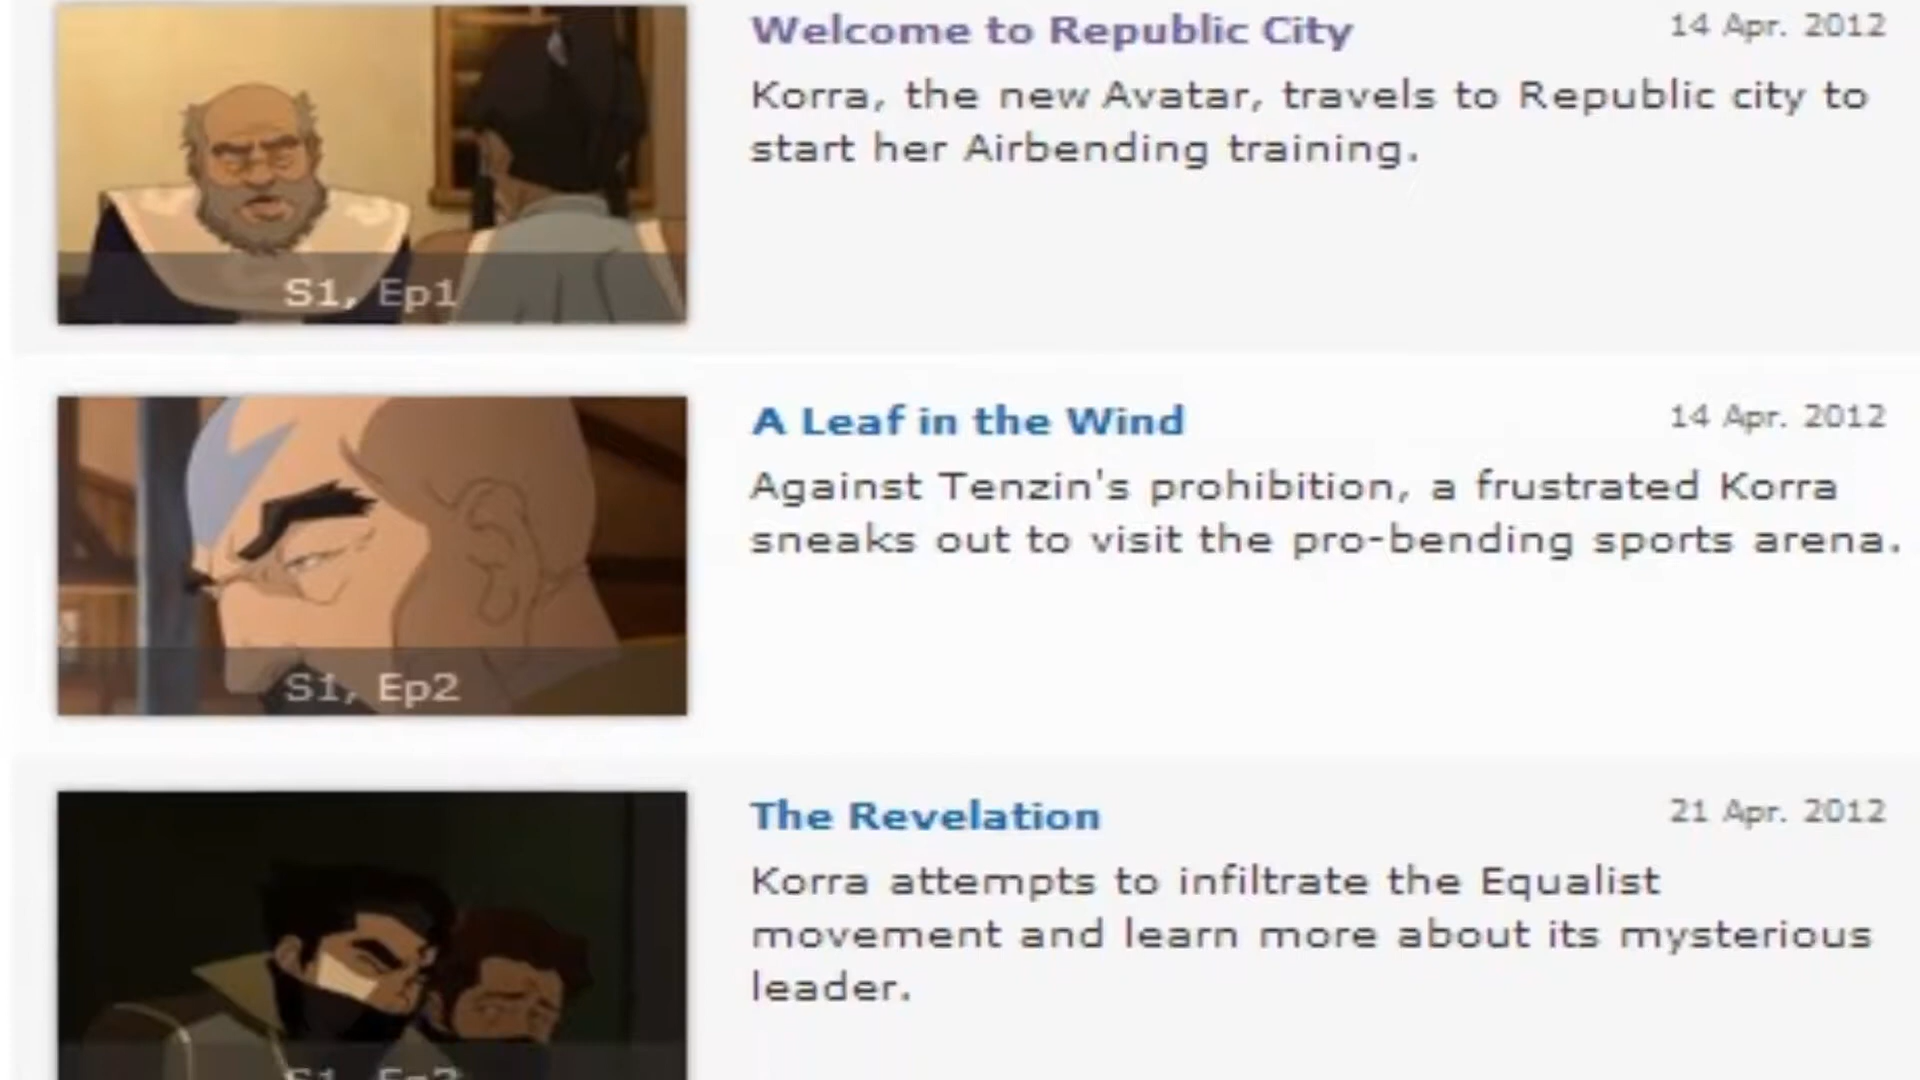 Welcome to Republic City
14 Apr. 2012
Korra, the new Avatar, travels to Republic city to
start her Airbending training.
S1, Ep1
A Leaf in the Wind
14 Apr. 2012
Against Tenzin's prohibition, a frustrated Korra
sneaks out to visit the pro-bending sports arena.
S1, Ep2
The Revelation
21 Apr. 2012
Korra attempts to infiltrate the Equalist
movement and learn more about its mysterious
leader.
S1, Ep3